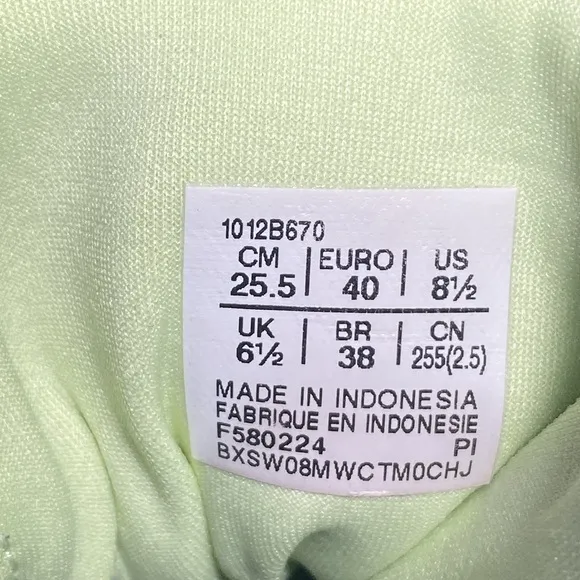 1012B670
CM | EURO | US
25.5 | 40 | 8½
UK | BR | CN
6½ | 38 | 255(2.5)
MADE IN INDONESIA
FABRIQUE EN INDONESIE
F580224 PI
BXSW08MWCTM0CHJ